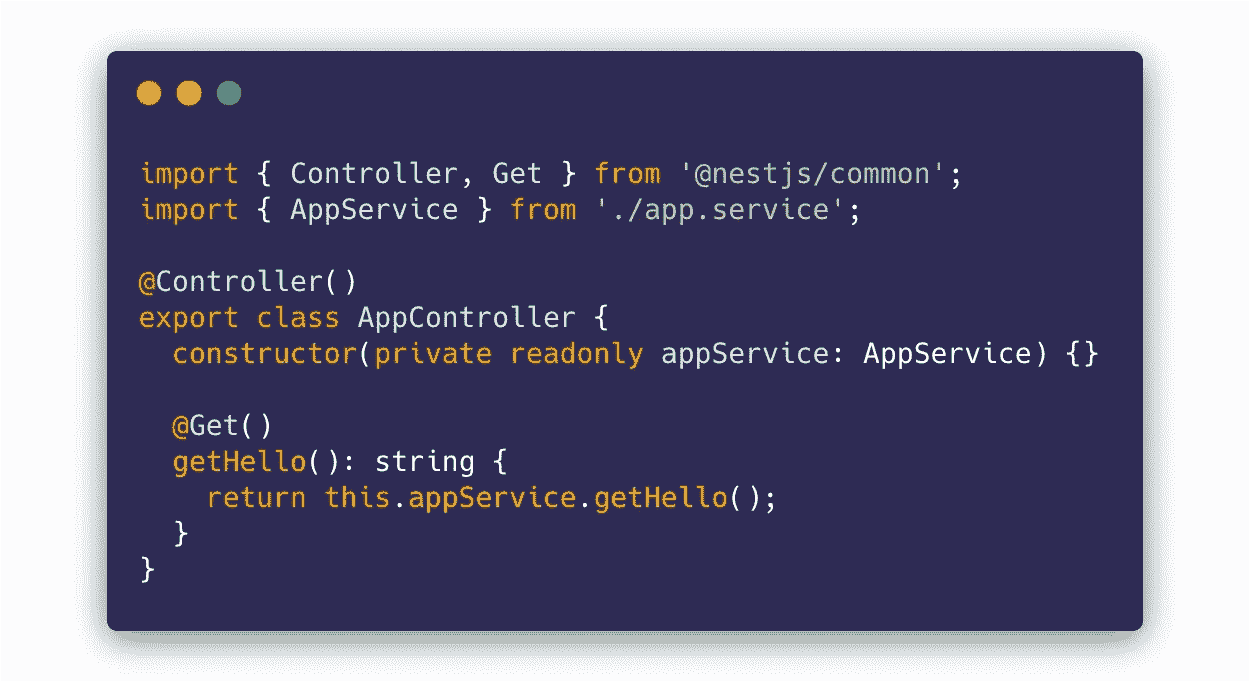 import { Controller, Get } from '@nestjs/common';
import { AppService } from './app.service';

@Controller()
export class AppController {
  constructor(private readonly appService: AppService) {}

  @Get()
  getHello(): string {
    return this.appService.getHello();
  }
}